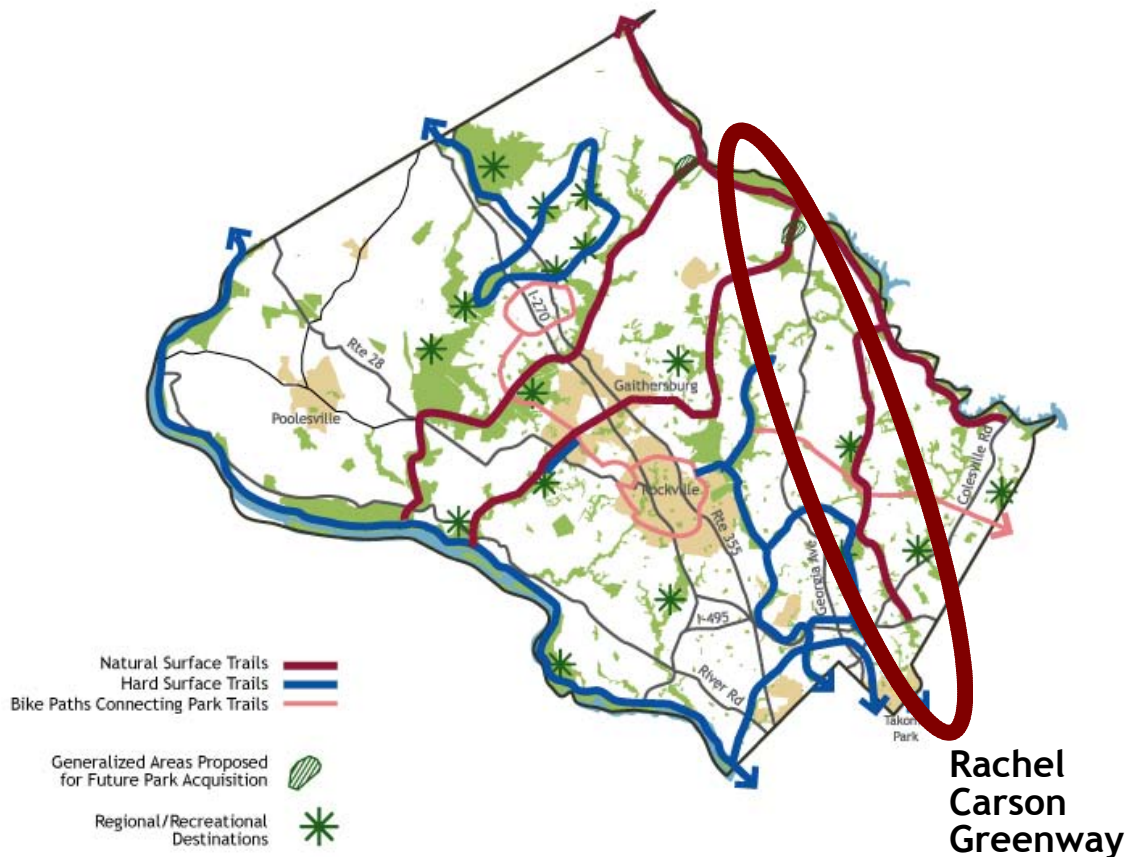 I-270
Rte 28
Gaithersburg
Poolesville
Colesville Rd
Rockville
Rte 355
Georgia Ave
I-495
River Rd
Natural Surface Trails
Hard Surface Trails
Bike Paths Connecting Park Trails
Takom
Park
Generalized Areas Proposed
for Future Park Acquisition
Regional/Recreational
Destinations
Rachel
Carson
Greenway